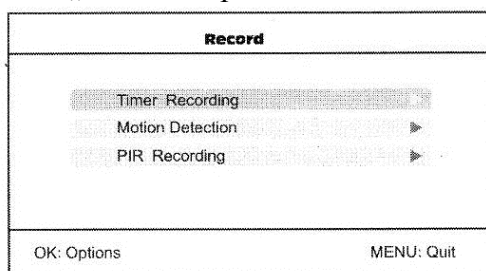 Record
Timer Recording
Motion Detection
PIR Recording
OK: Options
MENU: Quit